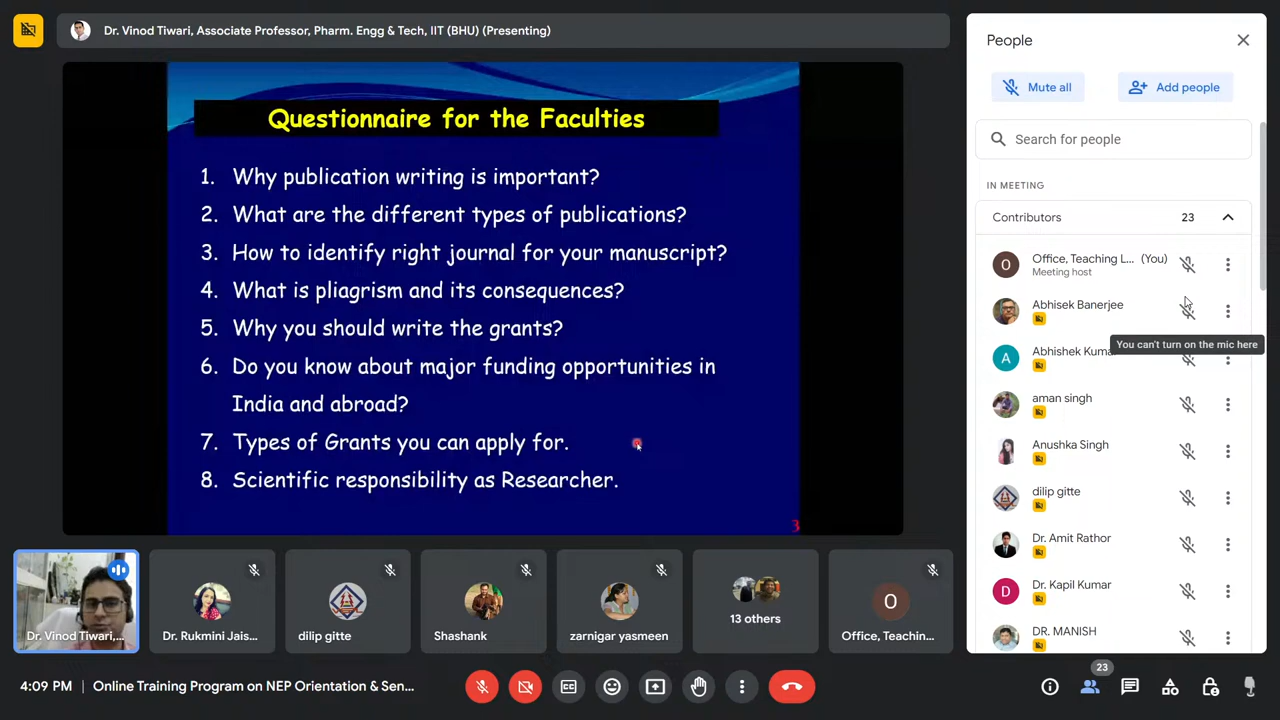 Dr. Vinod Tiwari, Associate Professor, Pharm. Engg & Tech, IIT (BHU) (Presenting)
Questionnaire for the Faculties
1. Why publication writing is important?
2. What are the different types of publications?
3. How to identify right journal for your manuscript?
4. What is pliagrism and its consequences?
5. Why you should write the grants?
6. Do you know about major funding opportunities in
India and abroad?
7. Types of Grants you can apply for.
8. Scientific responsibility as Researcher.
3
Dr. Vinod Tiwari,...
Dr. Rukmini Jais...
dilip gitte
Shashank
zarnigar yasmeen
13 others
O
Office, Teachin...
4:09 PM | Online Training Program on NEP Orientation & Sen...
People
Mute all
Add people
Search for people
IN MEETING
Contributors 23
O
Office, Teaching L... (You)
Meeting host
Abhisek Banerjee
You can't turn on the mic here
A
Abhishek Kuma
aman singh
Anushka Singh
dilip gitte
Dr. Amit Rathor
D
Dr. Kapil Kumar
DR. MANISH
23